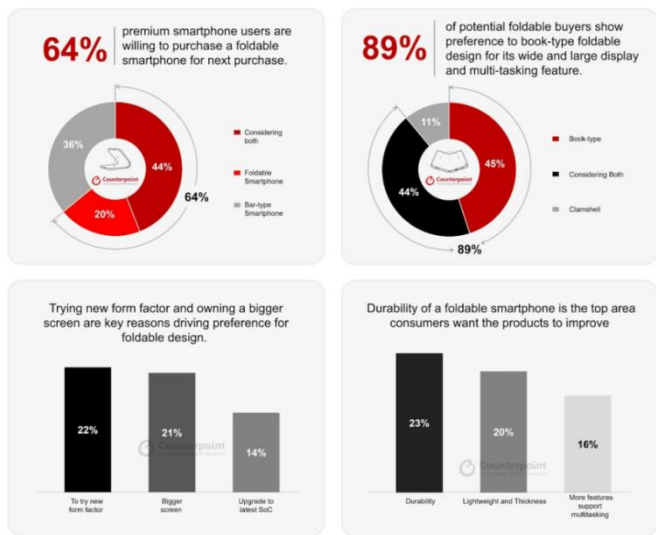 64%
premium smartphone users are
willing to purchase a foldable
smartphone for next purchase.
36%
44%
20%
64%
Counterpoint
Considering
both
Foldable
Smartphone
Bar-type
Smartphone
89%
of potential foldable buyers show
preference to book-type foldable
design for its wide and large display
and multi-tasking feature.
11%
45%
44%
89%
Counterpoint
Book-type
Considering Both
Clamshell
Trying new form factor and owning a bigger
screen are key reasons driving preference for
foldable design.
22%
21%
14%
Counterpoint
To try new
form factor
Bigger
screen
Upgrade to
latest SoC
Durability of a foldable smartphone is the top area
consumers want the products to improve
23%
20%
16%
Counterpoint
Durability
Lightweight and Thickness
More features
support
multitasking